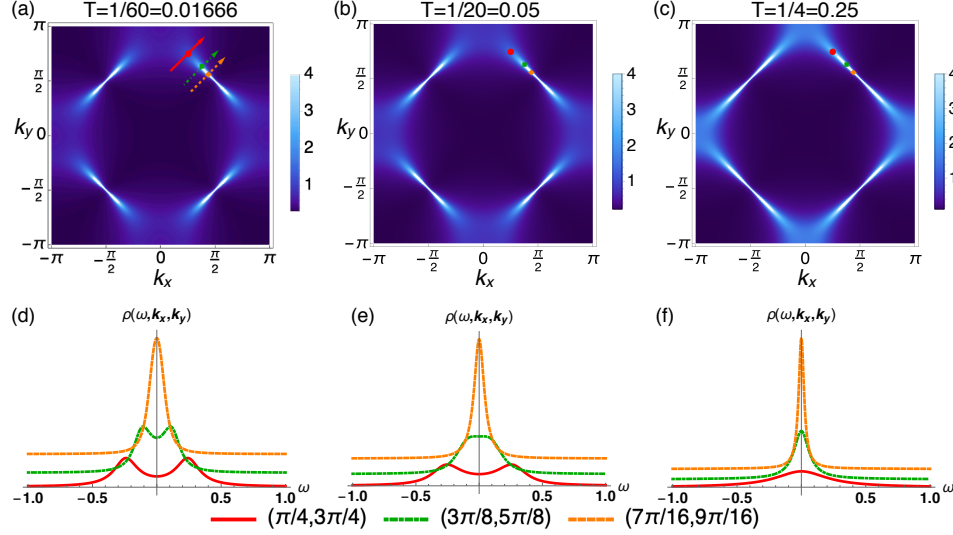 (a) T=1/60=0.01666
(b) T=1/20=0.05
(c) T=1/4=0.25
π
π/2
k_y 0
−π/2
−π
−π −π/2 0 π/2 π
k_x
4
3
2
1
π
π/2
k_y 0
−π/2
−π
−π −π/2 0 π/2 π
k_x
4
3
2
1
π
π/2
k_y 0
−π/2
−π
−π −π/2 0 π/2 π
k_x
4
3
2
1
(d) ρ(ω,k_x,k_y)
−1.0 −0.5 0.5 1.0 ω
(e) ρ(ω,k_x,k_y)
−1.0 −0.5 0.5 1.0 ω
(f) ρ(ω,k_x,k_y)
−1.0 −0.5 0.5 1.0 ω
(π/4,3π/4) (3π/8,5π/8) (7π/16,9π/16)